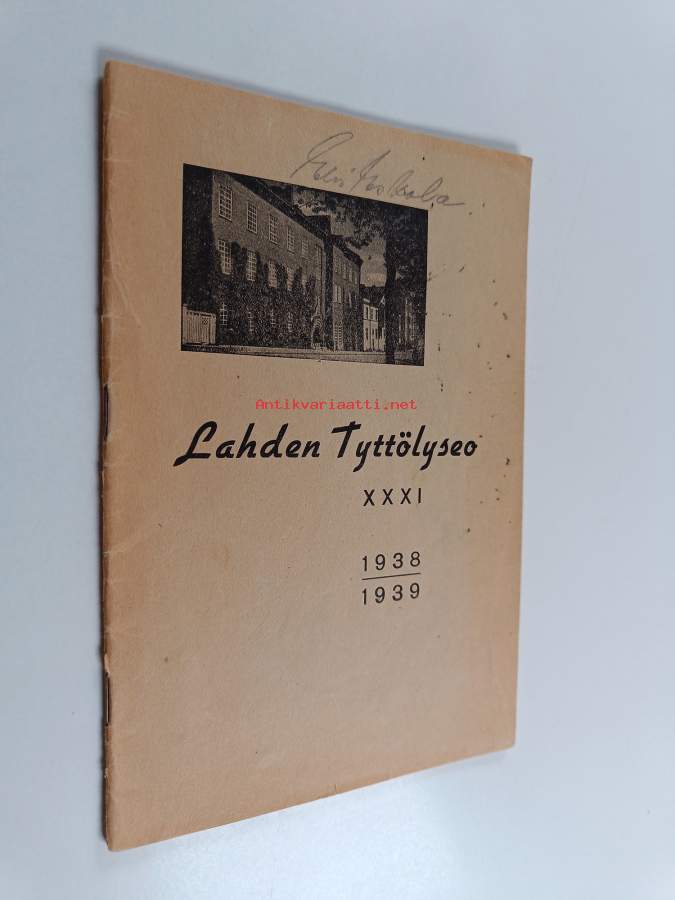 Antikvariaatti.net
Lahden Tyttölyseo
XXXI
1938
1939